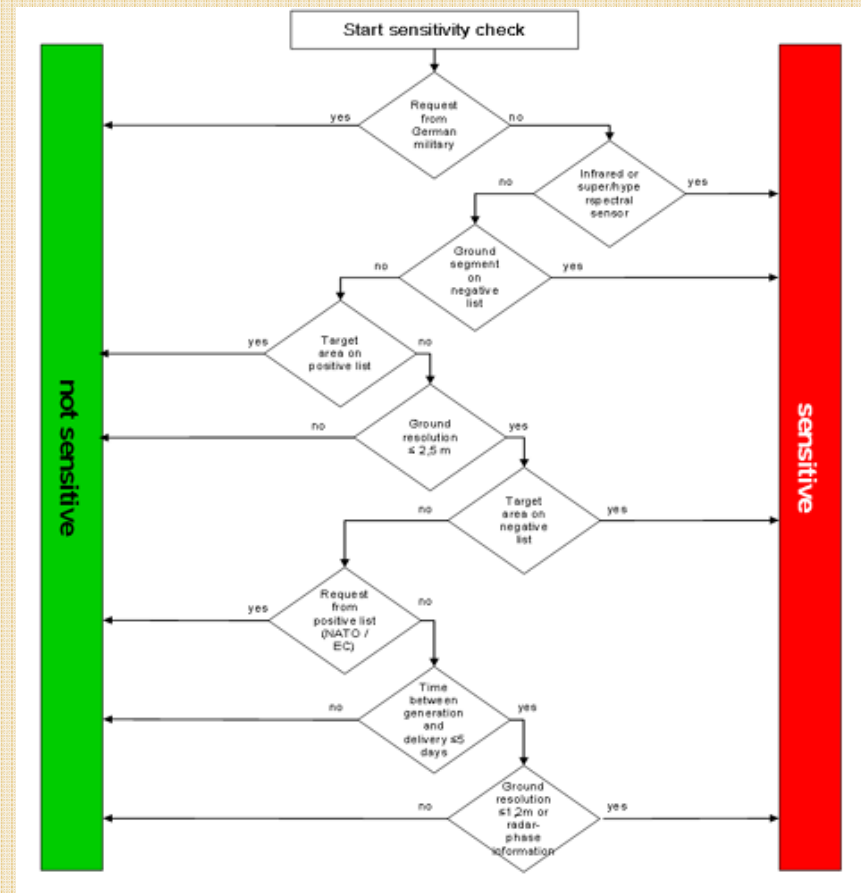 Start sensitivity check
Request
from
German
military
yes
no
Infrared or
super/hype
rspectral
sensor
no
yes
Ground
segment
on
negative
list
no
yes
Target
area on
positive list
yes
no
Ground
resolution
≤ 2,5 m
no
yes
Target
area on
negative
list
no
yes
Request
from
positive list
(NATO /
EC)
yes
no
Time
between
generation
and
delivery ≤5
days
no
yes
Ground
resolution
≤1,2m or
radar-
phase
information
no
yes
not sensitive
sensitive